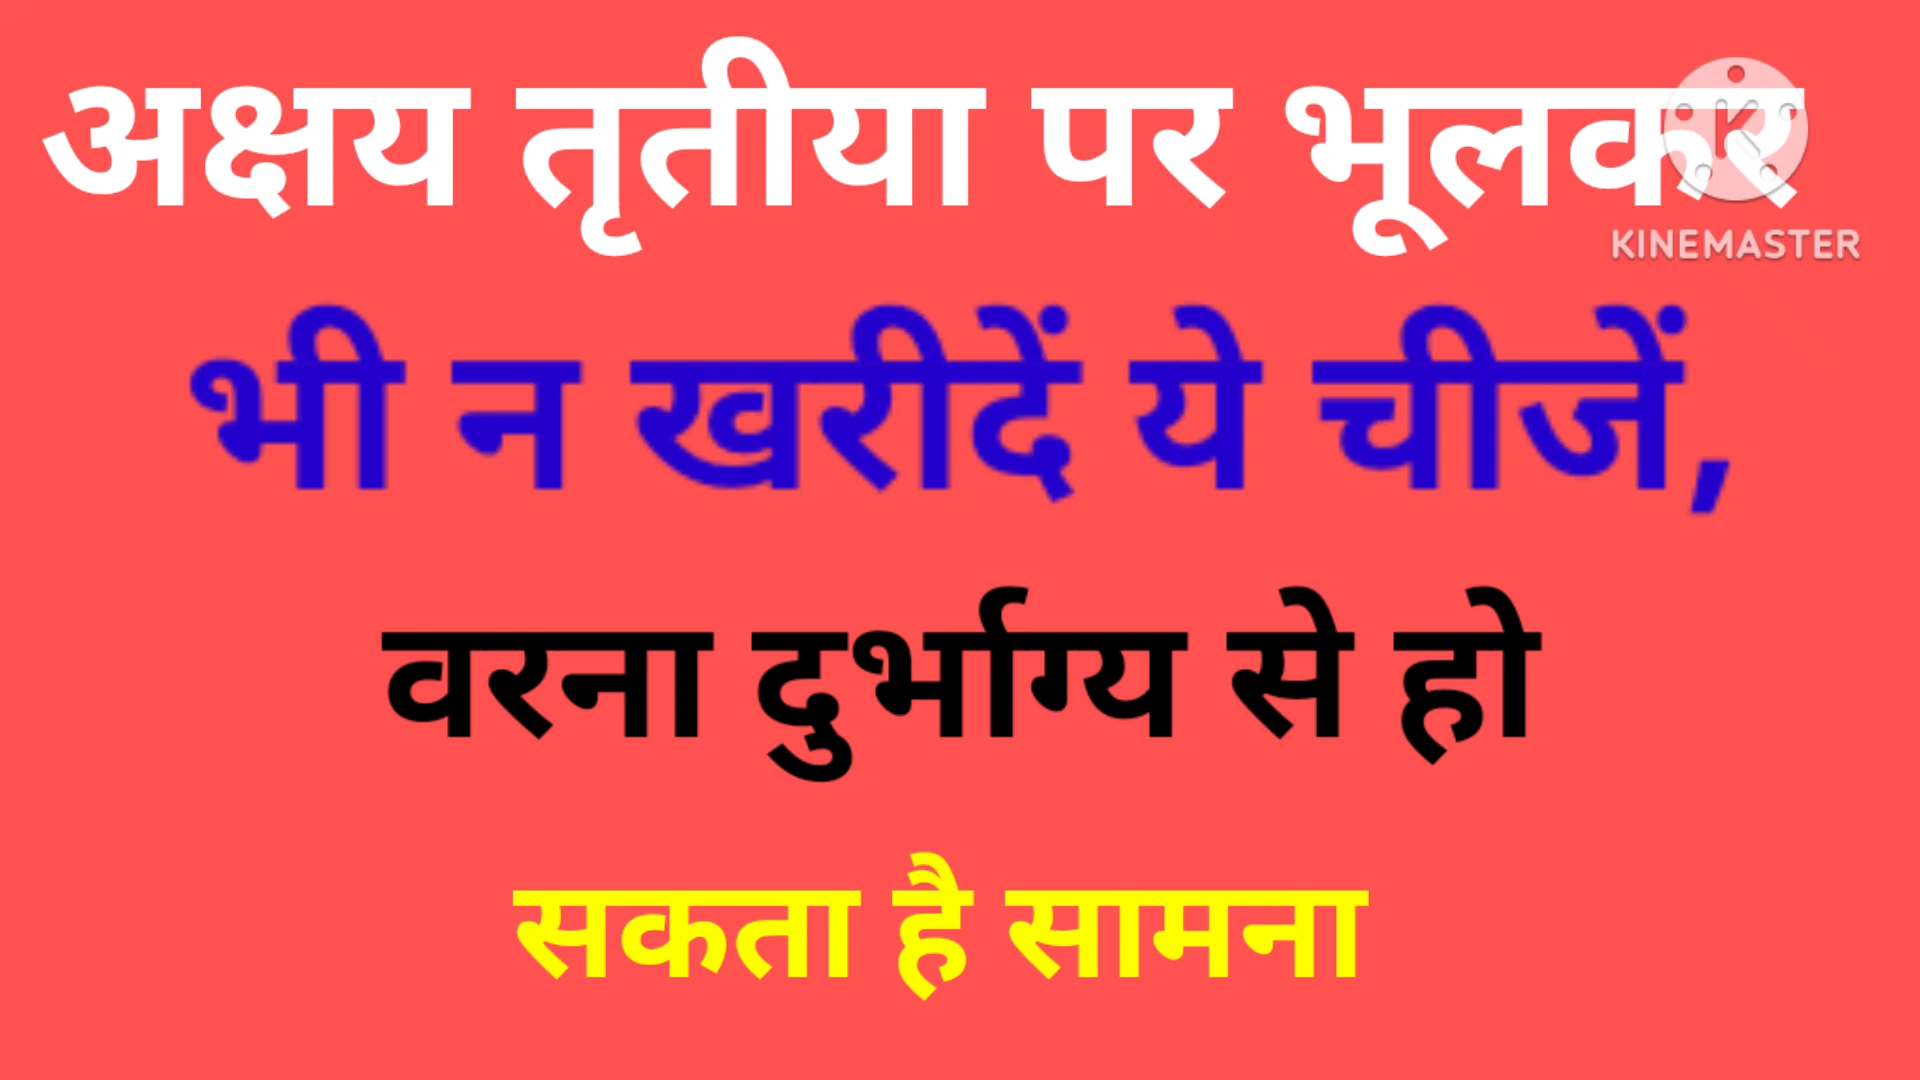 अक्षय तृतीया पर भूलकर
KINEMASTER
भी न खरीदें ये चीजें,
वरना दुर्भाग्य से हो
सकता है सामना